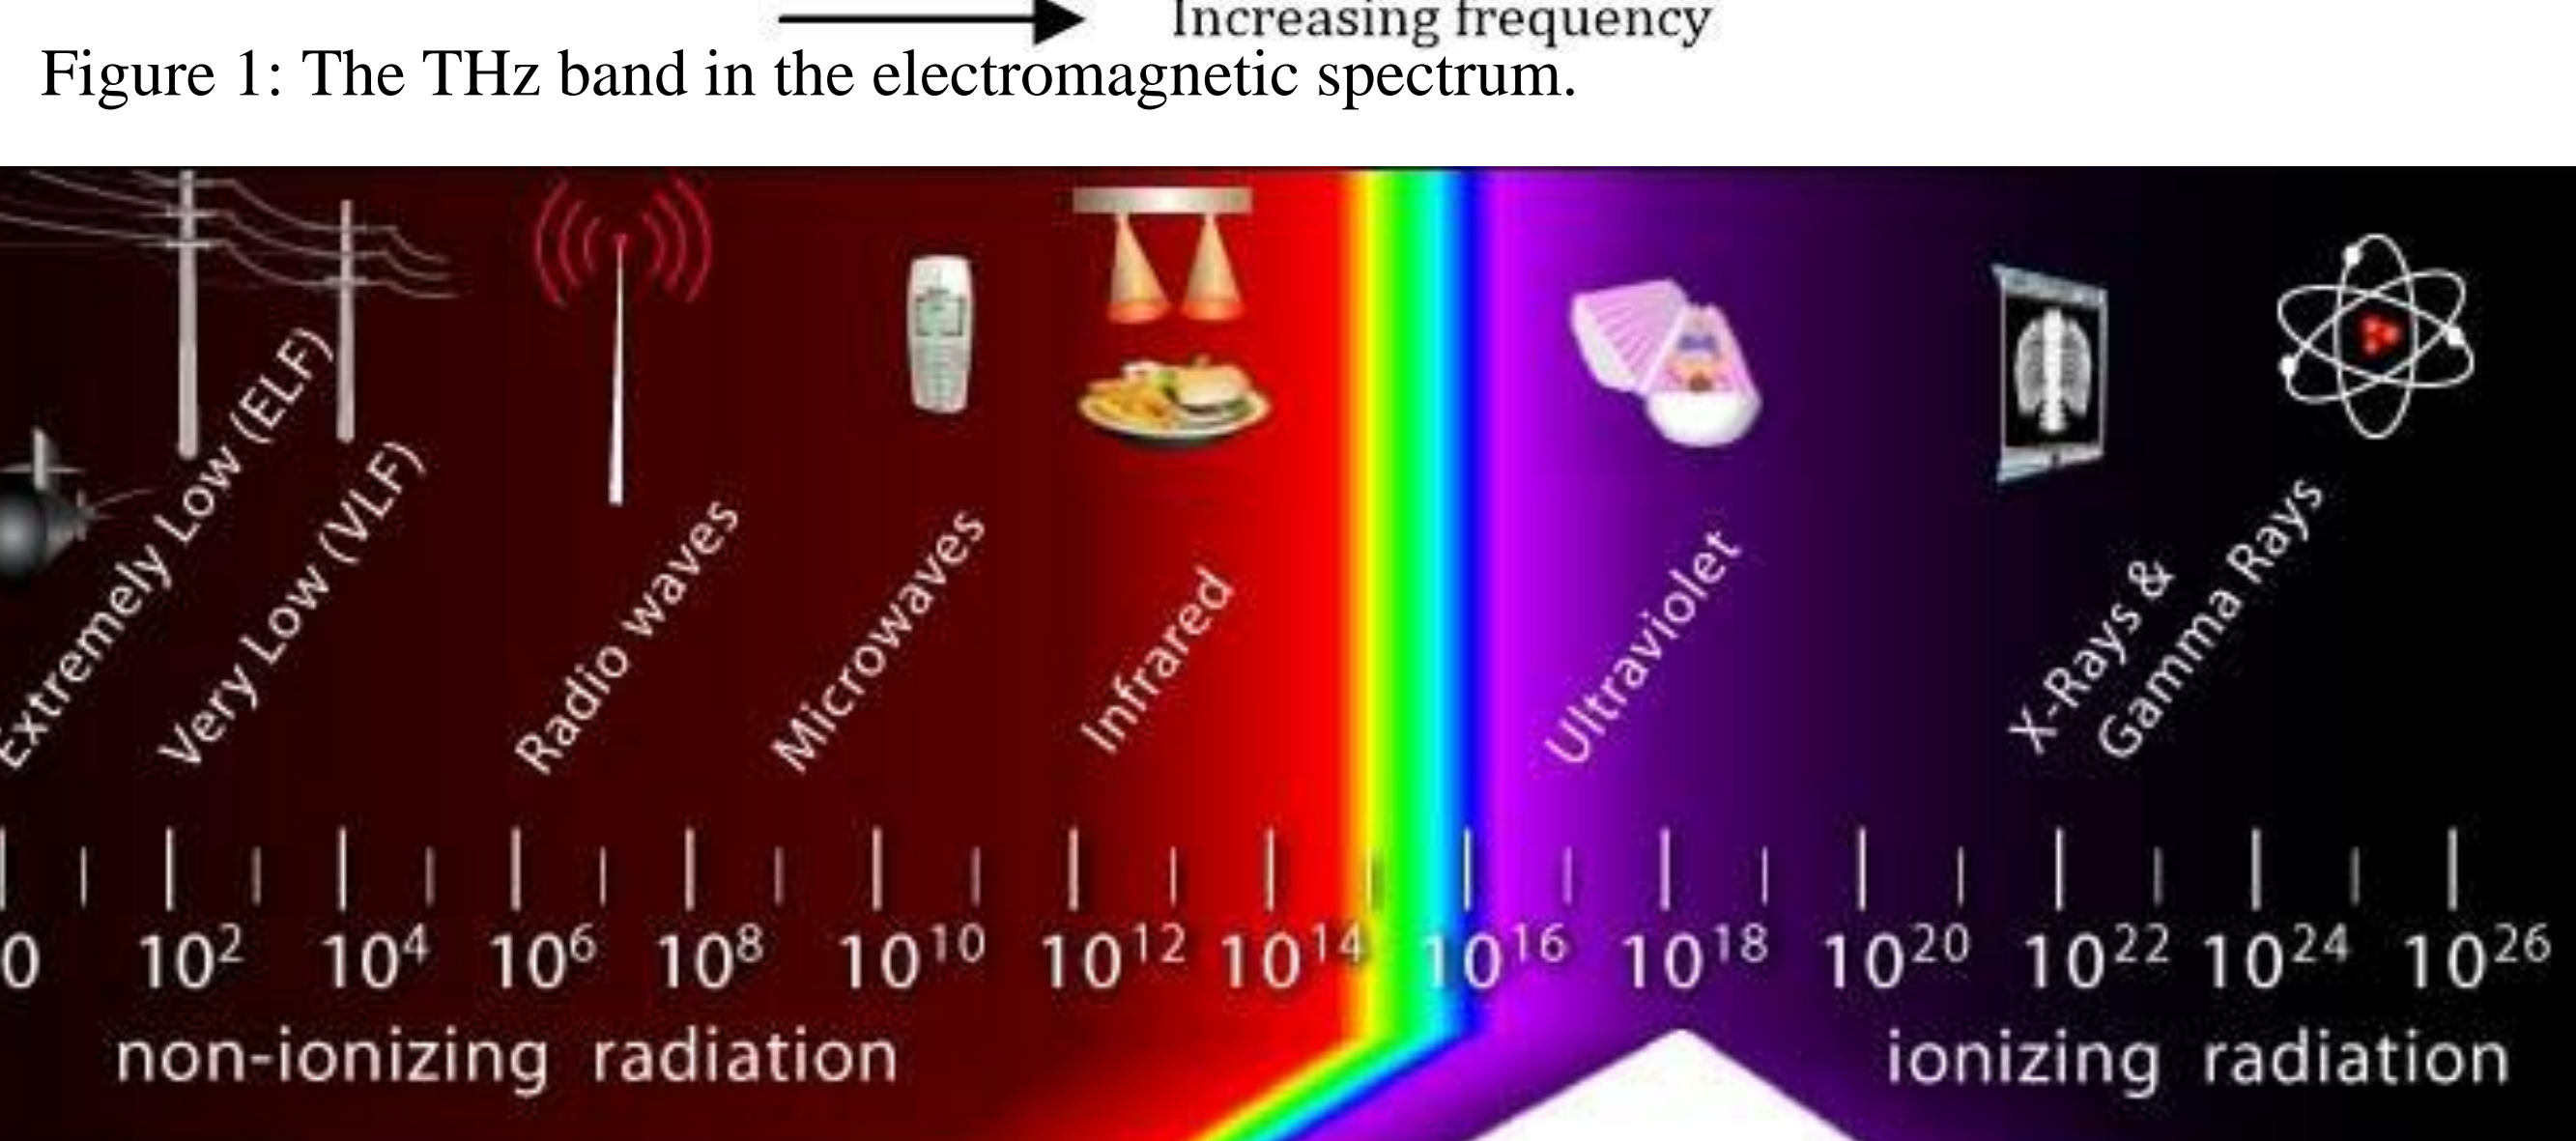 Increasing frequency
Figure 1: The THz band in the electromagnetic spectrum.
Extremely Low (ELF)
Very Low (VLF)
Radio waves
Microwaves
Infrared
Ultraviolet
X-Rays &
Gamma Rays
0 10² 10⁴ 10⁶ 10⁸ 10¹⁰ 10¹² 10¹⁴ 10¹⁶ 10¹⁸ 10²⁰ 10²² 10²⁴ 10²⁶
non-ionizing radiation
ionizing radiation